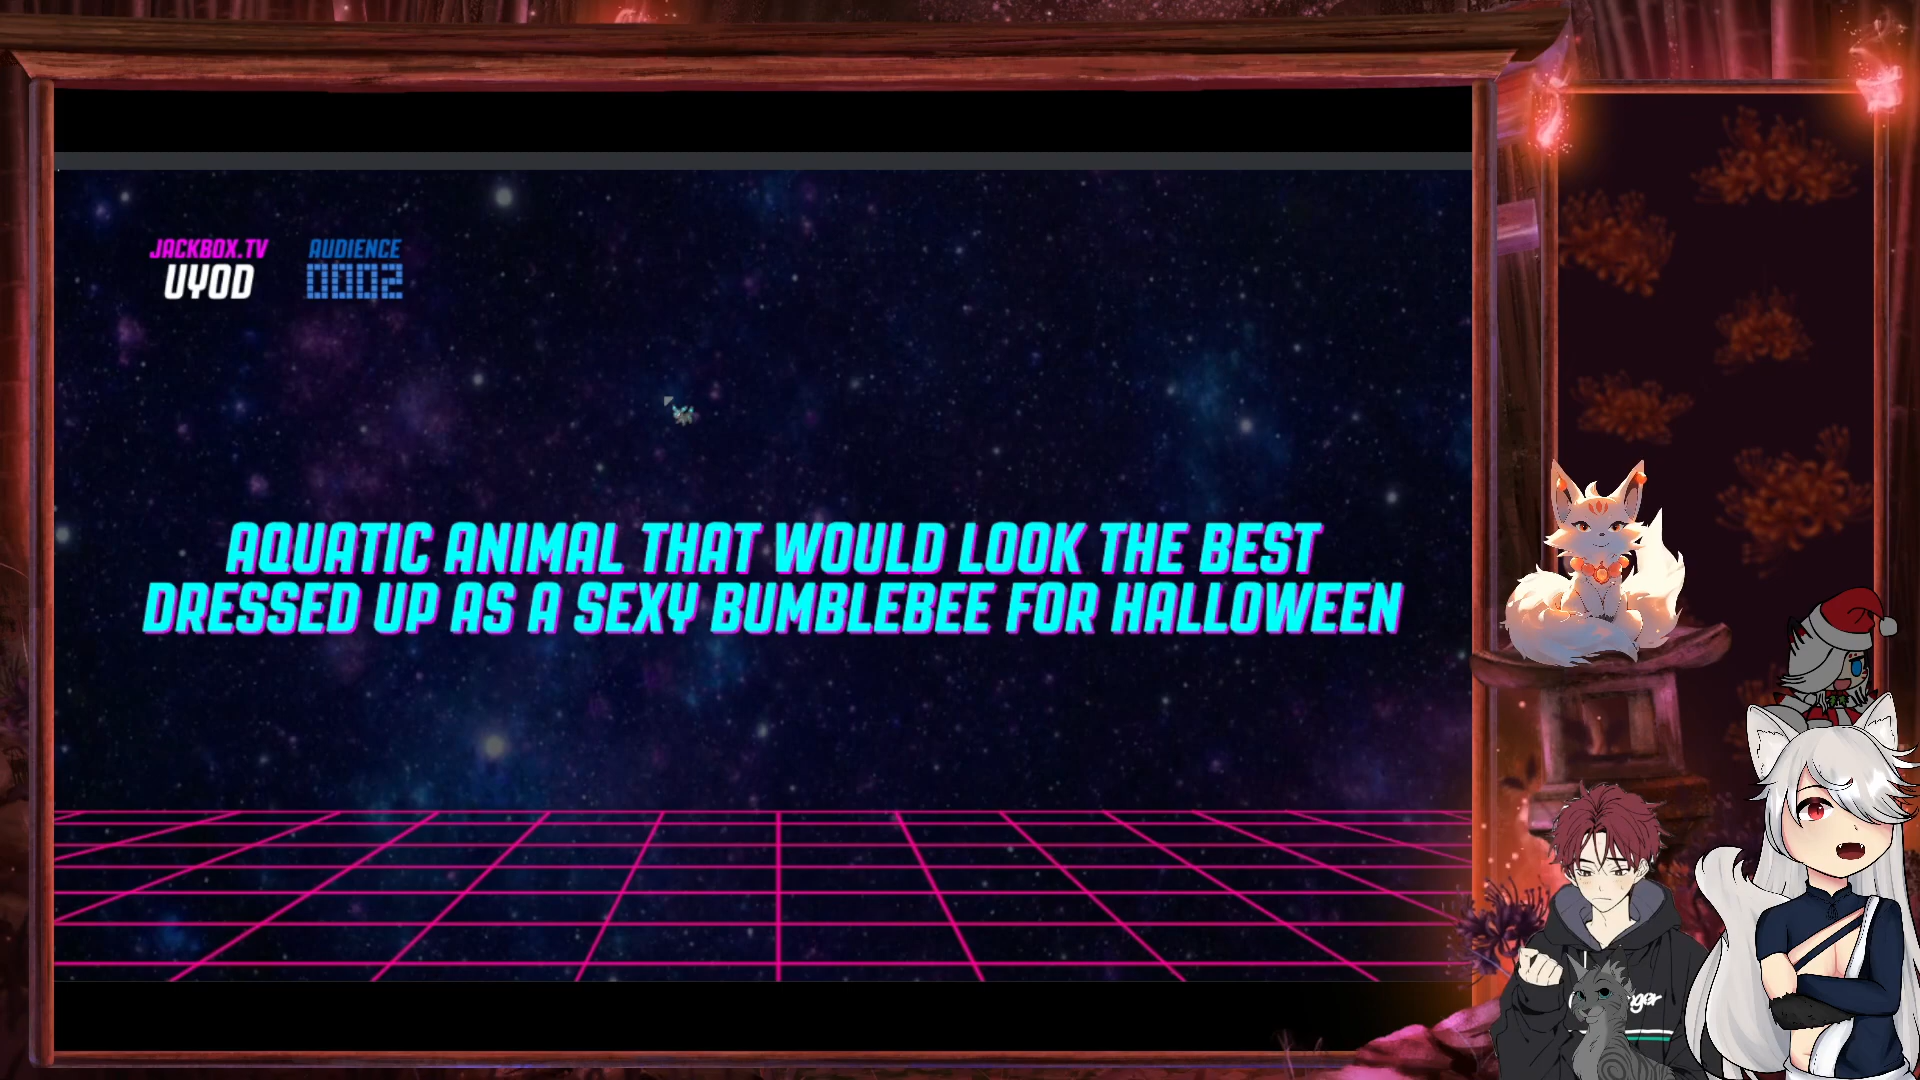 JACKBOX.TV
UYOD
AUDIENCE
0002
AQUATIC ANIMAL THAT WOULD LOOK THE BEST
DRESSED UP AS A SEXY BUMBLEBEE FOR HALLOWEEN